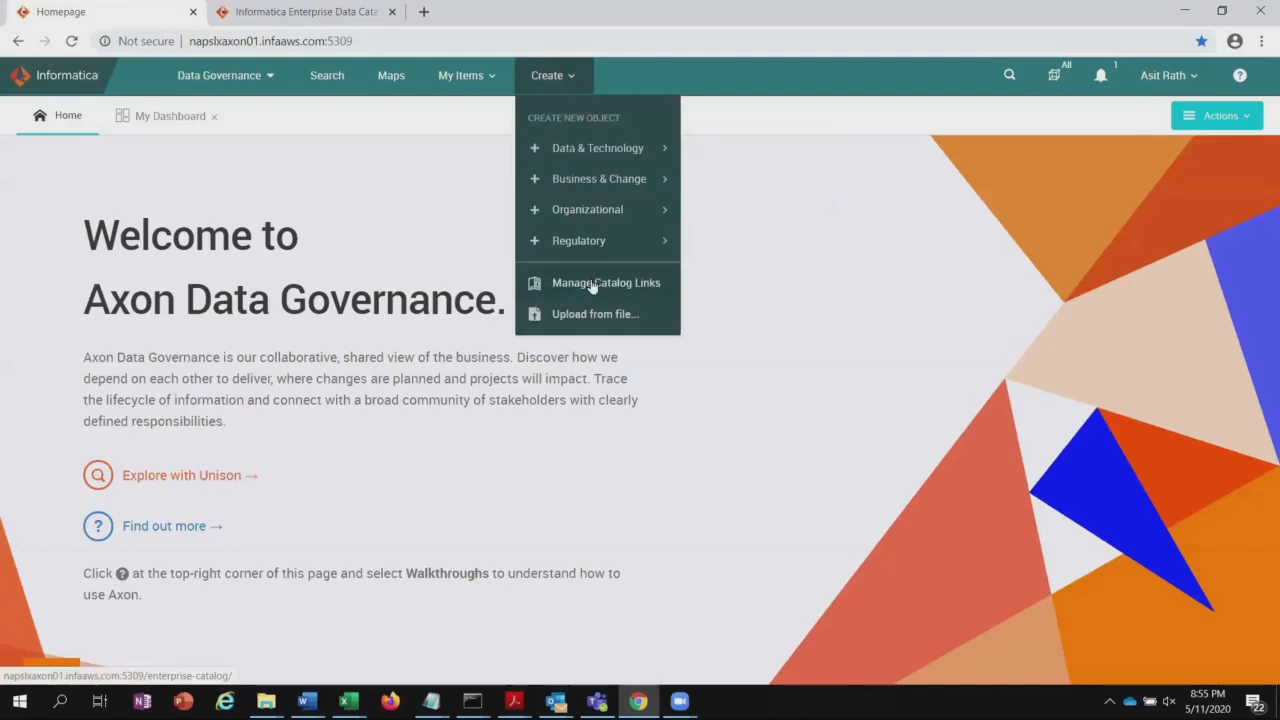 Homepage
Informatica Enterprise Data Cata
Not secure
napslxaxon01.infaaws.com:5309
Informatica
Data Governance
Search
Maps
My Items
Create
All
1
Asit Rath
?
Home
My Dashboard
Actions
CREATE NEW OBJECT
Data & Technology
Business & Change
Organizational
Regulatory
Manage Catalog Links
Upload from file...
Welcome to
Axon Data Governance.
Axon Data Governance is our collaborative, shared view of the business. Discover how we
depend on each other to deliver, where changes are planned and projects will impact. Trace
the lifecycle of information and connect with a broad community of stakeholders with clearly
defined responsibilities.
Explore with Unison →
? Find out more →
Click ? at the top-right corner of this page and select Walkthroughs to understand how to
use Axon.
napslxaxon01.infaaws.com:5309/enterprise-catalog/
8:55 PM
5/11/2020
22